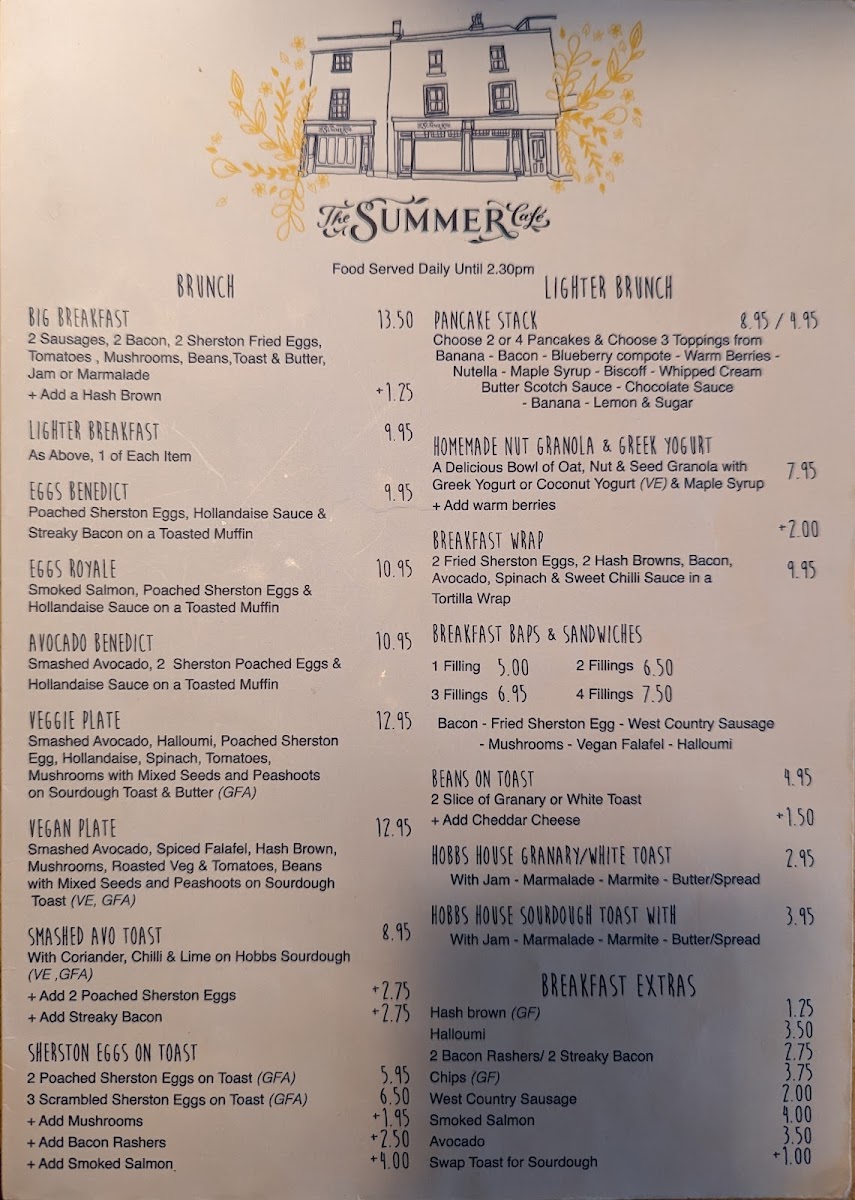 The SUMMER Café
Food Served Daily Until 2.30pm
BRUNCH
BIG BREAKFAST 13.50
2 Sausages, 2 Bacon, 2 Sherston Fried Eggs,
Tomatoes , Mushrooms, Beans,Toast & Butter,
Jam or Marmalade
+ Add a Hash Brown +1.25
LIGHTER BREAKFAST 9.95
As Above, 1 of Each Item
EGGS BENEDICT 9.95
Poached Sherston Eggs, Hollandaise Sauce &
Streaky Bacon on a Toasted Muffin
EGGS ROYALE 10.95
Smoked Salmon, Poached Sherston Eggs &
Hollandaise Sauce on a Toasted Muffin
AVOCADO BENEDICT 10.95
Smashed Avocado, 2 Sherston Poached Eggs &
Hollandaise Sauce on a Toasted Muffin
VEGGIE PLATE 12.95
Smashed Avocado, Halloumi, Poached Sherston
Egg, Hollandaise, Spinach, Tomatoes,
Mushrooms with Mixed Seeds and Peashoots
on Sourdough Toast & Butter (GFA)
VEGAN PLATE 12.95
Smashed Avocado, Spiced Falafel, Hash Brown,
Mushrooms, Roasted Veg & Tomatoes, Beans
with Mixed Seeds and Peashoots on Sourdough
Toast (VE, GFA)
SMASHED AVO TOAST 8.95
With Coriander, Chilli & Lime on Hobbs Sourdough
(VE ,GFA)
+ Add 2 Poached Sherston Eggs +2.75
+ Add Streaky Bacon +2.75
SHERSTON EGGS ON TOAST
2 Poached Sherston Eggs on Toast (GFA) 5.95
3 Scrambled Sherston Eggs on Toast (GFA) 6.50
+ Add Mushrooms +1.95
+ Add Bacon Rashers +2.50
+ Add Smoked Salmon +4.00
LIGHTER BRUNCH
PANCAKE STACK 8.95 / 4.95
Choose 2 or 4 Pancakes & Choose 3 Toppings from
Banana - Bacon - Blueberry compote - Warm Berries -
Nutella - Maple Syrup - Biscoff - Whipped Cream
Butter Scotch Sauce - Chocolate Sauce
- Banana - Lemon & Sugar
HOMEMADE NUT GRANOLA & GREEK YOGURT
A Delicious Bowl of Oat, Nut & Seed Granola with 7.95
Greek Yogurt or Coconut Yogurt (VE) & Maple Syrup
+ Add warm berries +2.00
BREAKFAST WRAP
2 Fried Sherston Eggs, 2 Hash Browns, Bacon, 9.95
Avocado, Spinach & Sweet Chilli Sauce in a
Tortilla Wrap
BREAKFAST BAPS & SANDWICHES
1 Filling 5.00 2 Fillings 6.50
3 Fillings 6.95 4 Fillings 7.50
Bacon - Fried Sherston Egg - West Country Sausage
- Mushrooms - Vegan Falafel - Halloumi
BEANS ON TOAST 4.95
2 Slice of Granary or White Toast
+ Add Cheddar Cheese +1.50
HOBBS HOUSE GRANARY/WHITE TOAST 2.95
With Jam - Marmalade - Marmite - Butter/Spread
HOBBS HOUSE SOURDOUGH TOAST WITH 3.95
With Jam - Marmalade - Marmite - Butter/Spread
BREAKFAST EXTRAS
Hash brown (GF) 1.25
Halloumi 3.50
2 Bacon Rashers/ 2 Streaky Bacon 2.75
Chips (GF) 3.75
West Country Sausage 2.00
Smoked Salmon 4.00
Avocado 3.50
Swap Toast for Sourdough +1.00